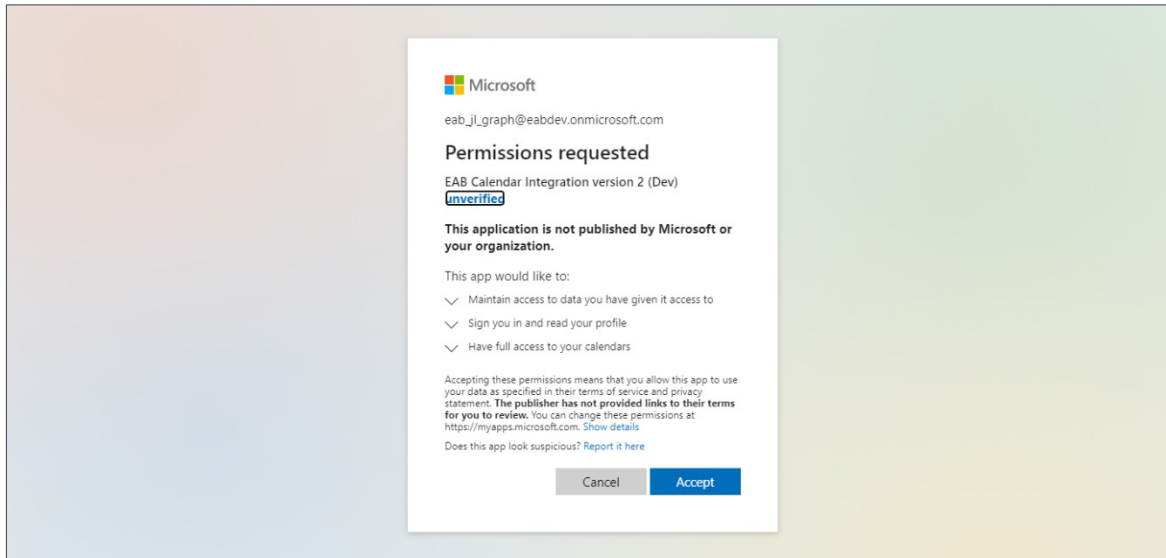 Microsoft
eab_jl_graph@eabdev.onmicrosoft.com
Permissions requested
EAB Calendar Integration version 2 (Dev)
unverified
This application is not published by Microsoft or
your organization.
This app would like to:
Maintain access to data you have given it access to
Sign you in and read your profile
Have full access to your calendars
Accepting these permissions means that you allow this app to use
your data as specified in their terms of service and privacy
statement. The publisher has not provided links to their terms
for you to review. You can change these permissions at
https://myapps.microsoft.com. Show details
Does this app look suspicious? Report it here
Cancel Accept